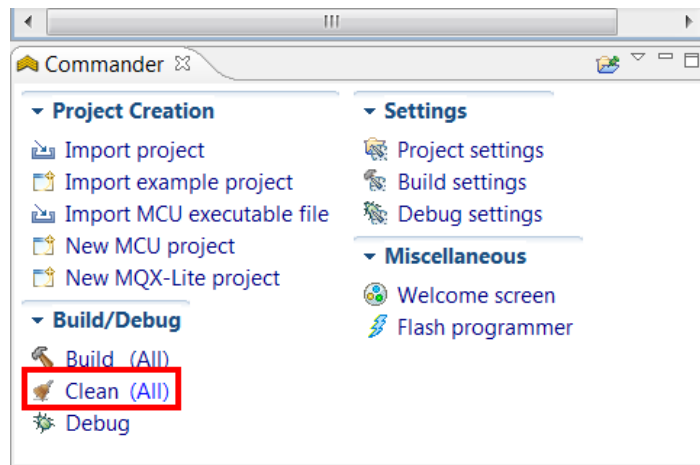 Commander
Project Creation
Import project
Import example project
Import MCU executable file
New MCU project
New MQX-Lite project
Build/Debug
Build (All)
Clean (All)
Debug
Settings
Project settings
Build settings
Debug settings
Miscellaneous
Welcome screen
Flash programmer